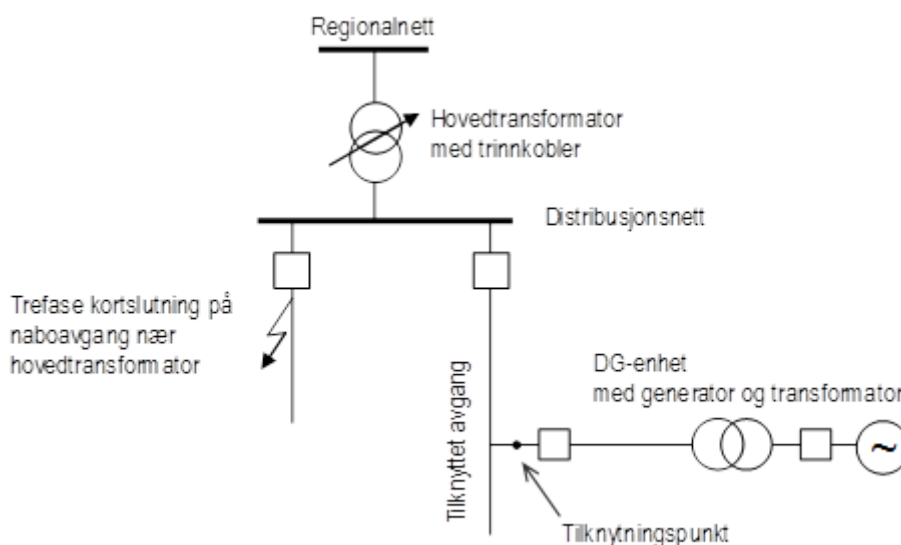 Regionalnett
Hovedtransformator
med trinnkobler
Distribusjonsnett
Trefase kortslutning på
naboavgang nær
hovedtransformator
DG-enhet
med generator og transformator
Tilknyttet avgang
~
Tilknytningspunkt